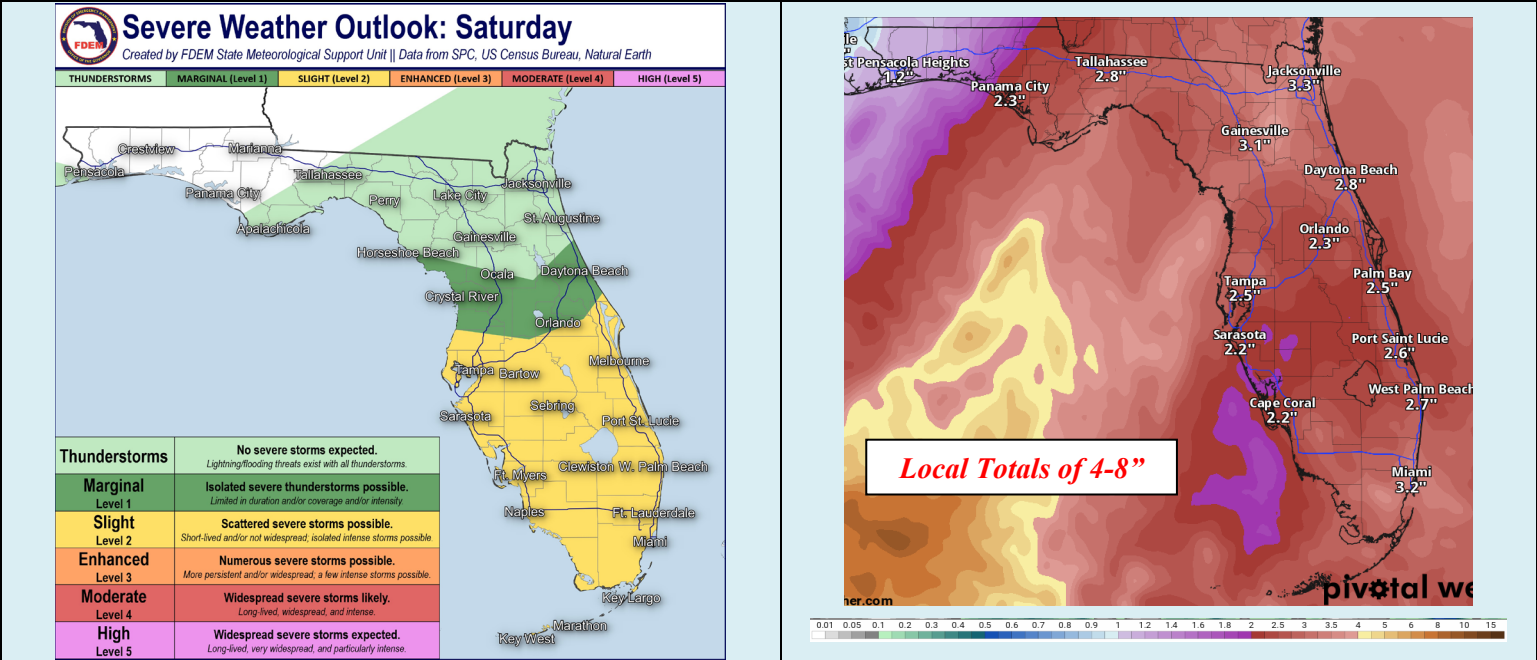 FDEM
Severe Weather Outlook: Saturday
Created by FDEM State Meteorological Support Unit || Data from SPC, US Census Bureau, Natural Earth
THUNDERSTORMS
MARGINAL (Level 1)
SLIGHT (Level 2)
ENHANCED (Level 3)
MODERATE (Level 4)
HIGH (Level 5)
Crestview
Marianna
Pensacola
Panama City
Tallahassee
Jacksonville
Perry
Lake City
Apalachicola
St. Augustine
Gainesville
Horseshoe Beach
Ocala
Daytona Beach
Crystal River
Orlando
Melbourne
Tampa
Bartow
Sebring
Sarasota
Port St. Lucie
Clewiston
W. Palm Beach
Ft. Myers
Naples
Ft. Lauderdale
Miami
Key Largo
Marathon
Key West
Thunderstorms
No severe storms expected.
Lightning/flooding threats exist with all thunderstorms.
Marginal
Level 1
Isolated severe thunderstorms possible.
Limited in duration and/or coverage and/or intensity.
Slight
Level 2
Scattered severe storms possible.
Short-lived and/or not widespread; isolated intense storms possible.
Enhanced
Level 3
Numerous severe storms possible.
More persistent and/or widespread; a few intense storms possible.
Moderate
Level 4
Widespread severe storms likely.
Long-lived, widespread, and intense.
High
Level 5
Widespread severe storms expected.
Long-lived, very widespread, and particularly intense.
le
"
st Pensacola Heights
1.2"
Tallahassee
2.8"
Jacksonville
3.3"
Panama City
2.3"
Gainesville
3.1"
Daytona Beach
2.8"
Orlando
2.3"
Palm Bay
2.5"
Tampa
2.5"
Sarasota
2.2"
Port Saint Lucie
2.6"
West Palm Beach
2.7"
Cape Coral
2.2"
Local Totals of 4-8”
Miami
3.2"
her.com
pivotal we
0.01 0.05 0.1 0.2 0.3 0.4 0.5 0.6 0.7 0.8 0.9 1 1.2 1.4 1.6 1.8 2 2.5 3 3.5 4 5 6 8 10 15